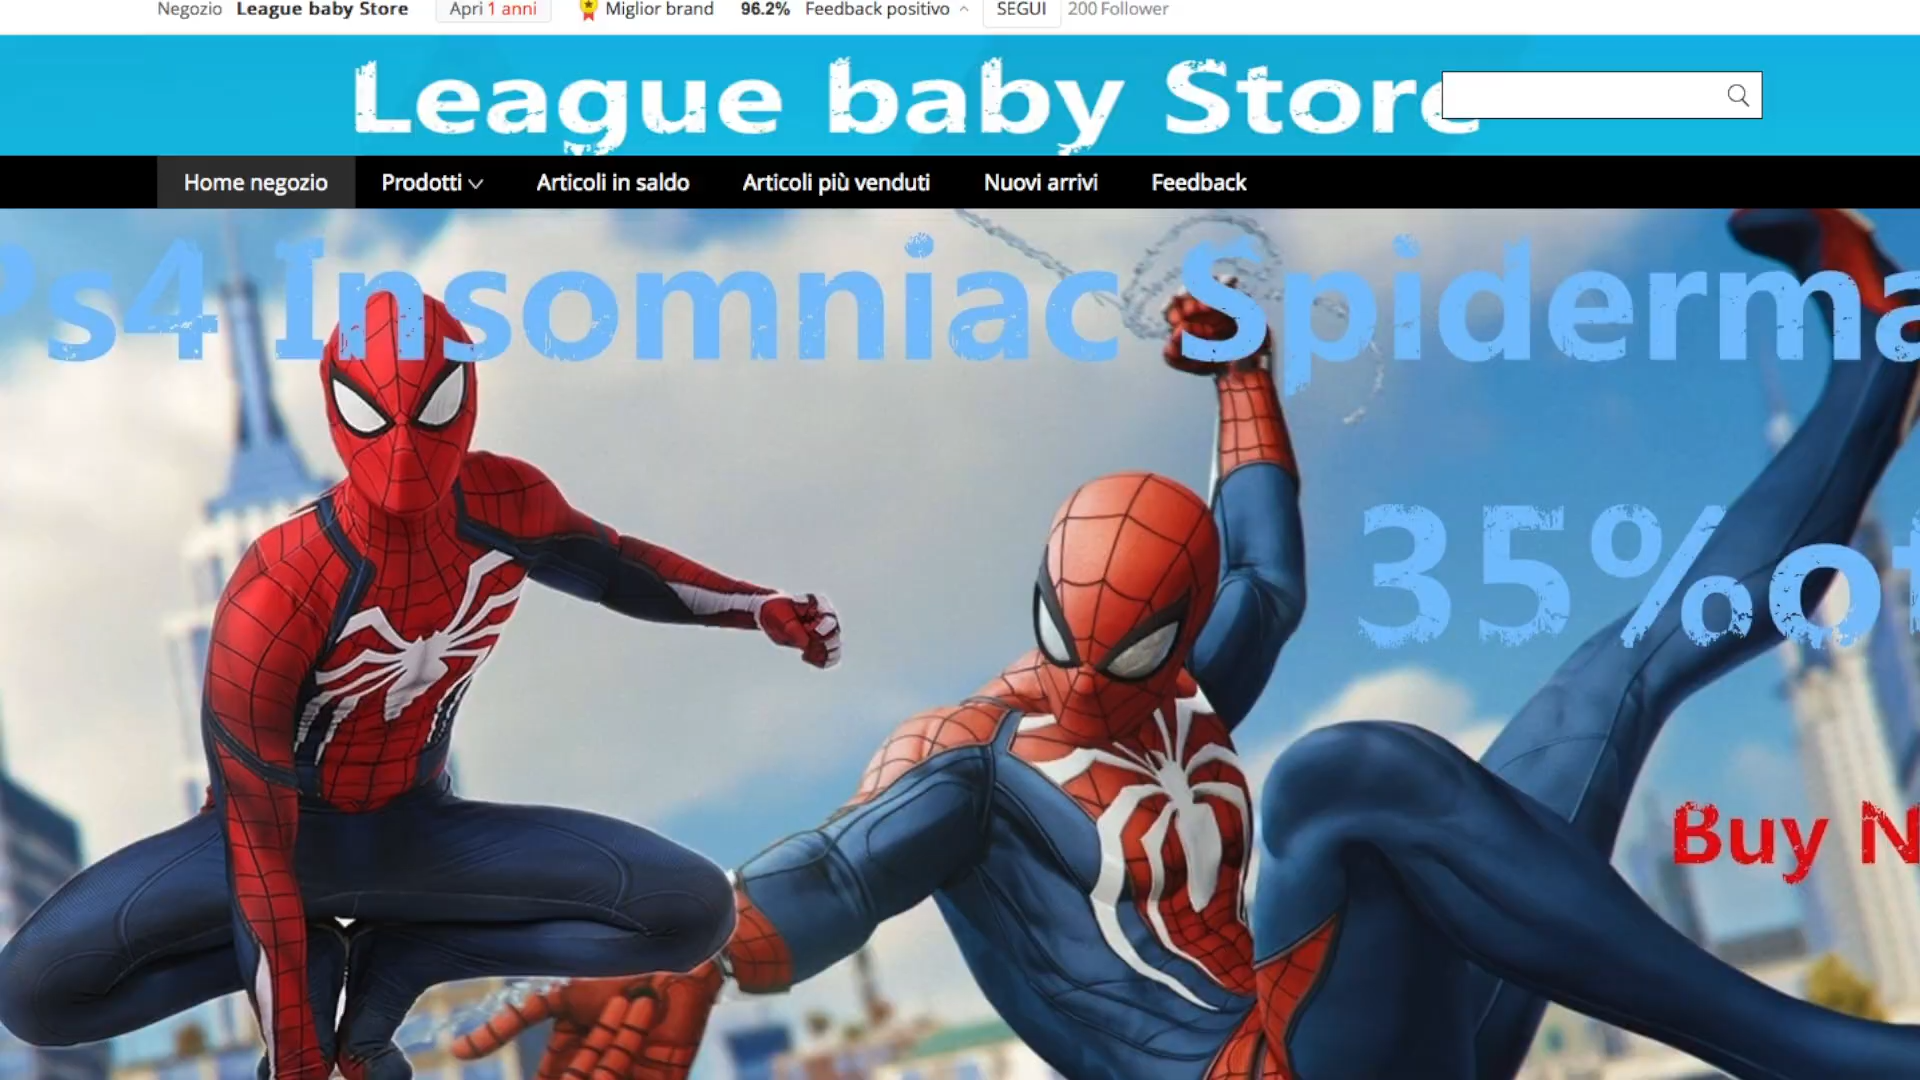 Negozio League baby Store Apri 1 anni Miglior brand 96.2% Feedback positivo SEGUI 200 Follower
League baby Store
Home negozio Prodotti Articoli in saldo Articoli più venduti Nuovi arrivi Feedback
Ps4 Insomniac Spiderma
35%of
Buy N